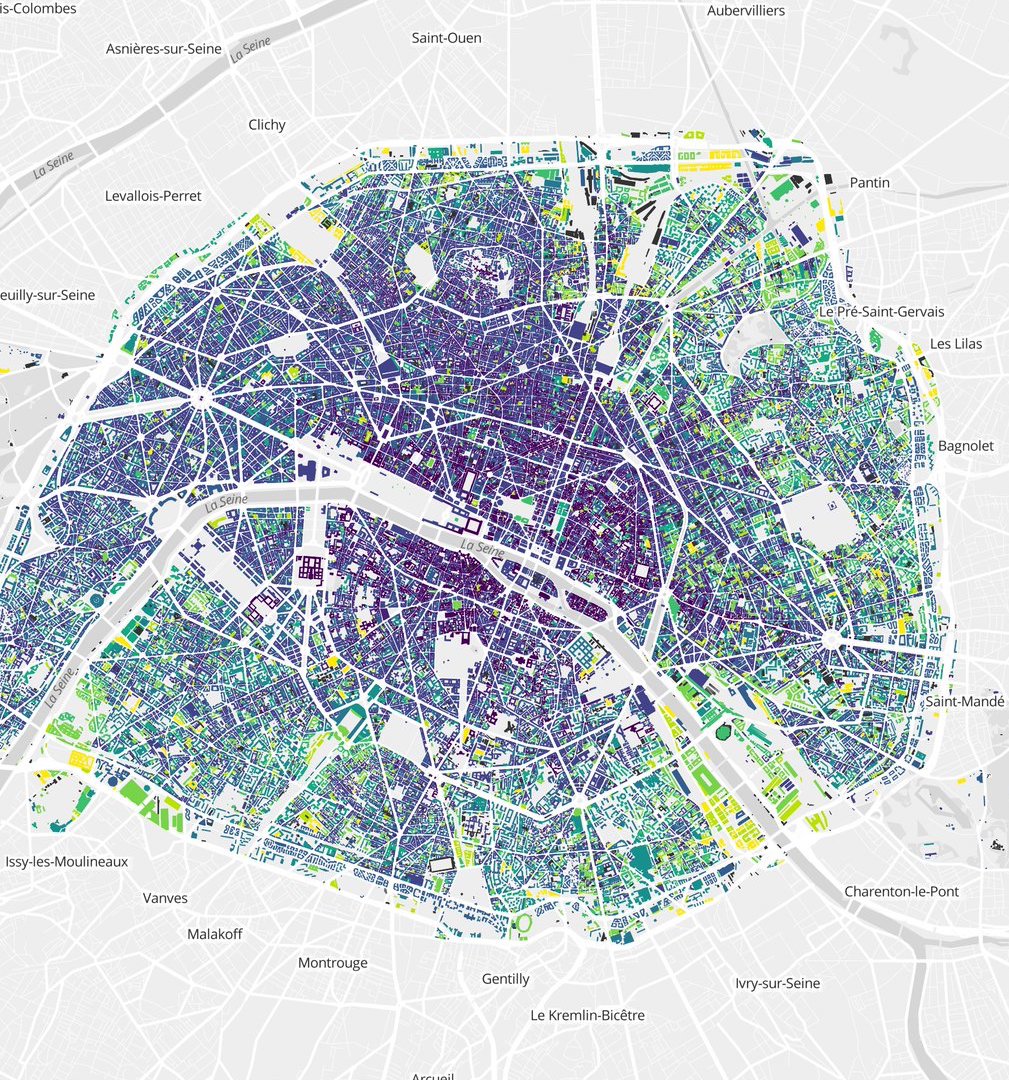 is-Colombes
Aubervilliers
Saint-Ouen
Asnières-sur-Seine
La Seine
Clichy
La Seine
Pantin
Levallois-Perret
euilly-sur-Seine
Le Pré-Saint-Gervais
Les Lilas
Bagnolet
La Seine
La Seine
La Seine
Saint-Mandé
Issy-les-Moulineaux
Charenton-le-Pont
Vanves
Malakoff
Montrouge
Gentilly
Ivry-sur-Seine
Le Kremlin-Bicêtre
Arcueil